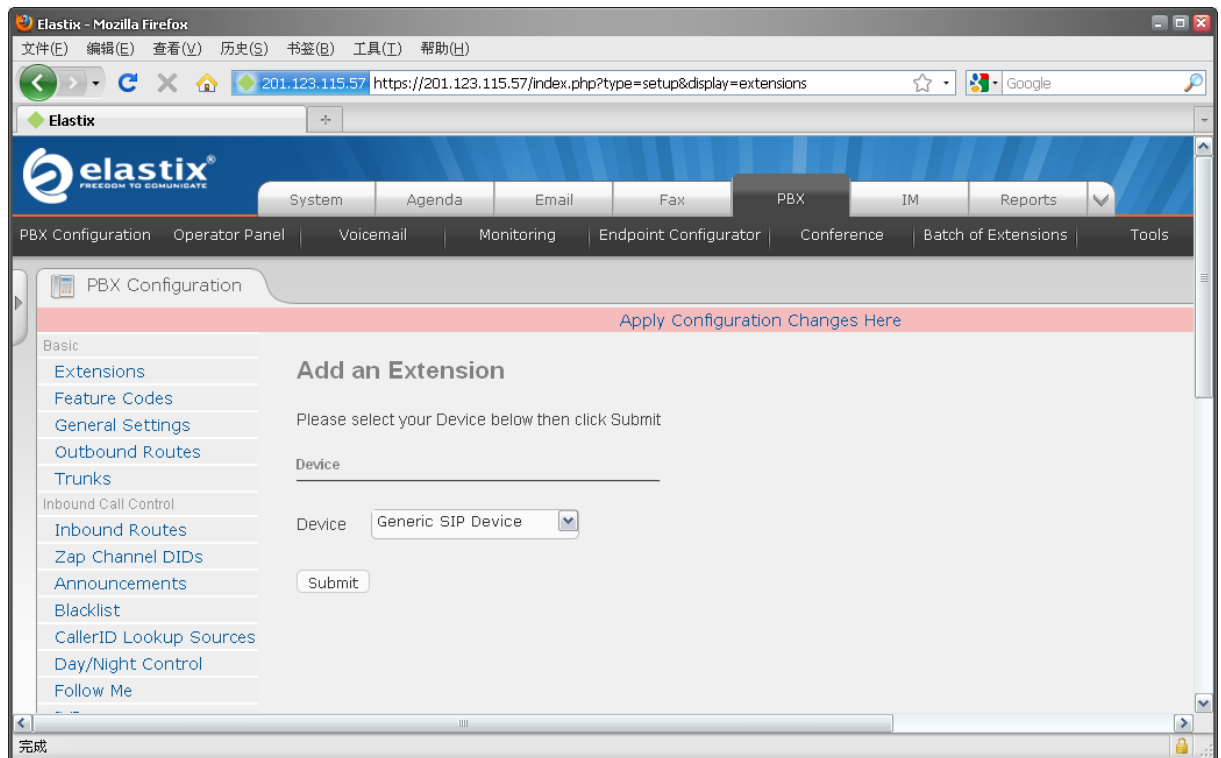 Elastix - Mozilla Firefox
文件(F) 编辑(E) 查看(V) 历史(S) 书签(B) 工具(T) 帮助(H)
201.123.115.57 https://201.123.115.57/index.php?type=setup&display=extensions Google
Elastix
elastix®
FREEDOM TO COMUNICATE
System Agenda Email Fax PBX IM Reports
PBX Configuration Operator Panel Voicemail Monitoring Endpoint Configurator Conference Batch of Extensions Tools
PBX Configuration
Apply Configuration Changes Here
Basic
Extensions
Feature Codes
General Settings
Outbound Routes
Trunks
Inbound Call Control
Inbound Routes
Zap Channel DIDs
Announcements
Blacklist
CallerID Lookup Sources
Day/Night Control
Follow Me
Add an Extension
Please select your Device below then click Submit
Device
Device Generic SIP Device
Submit
完成